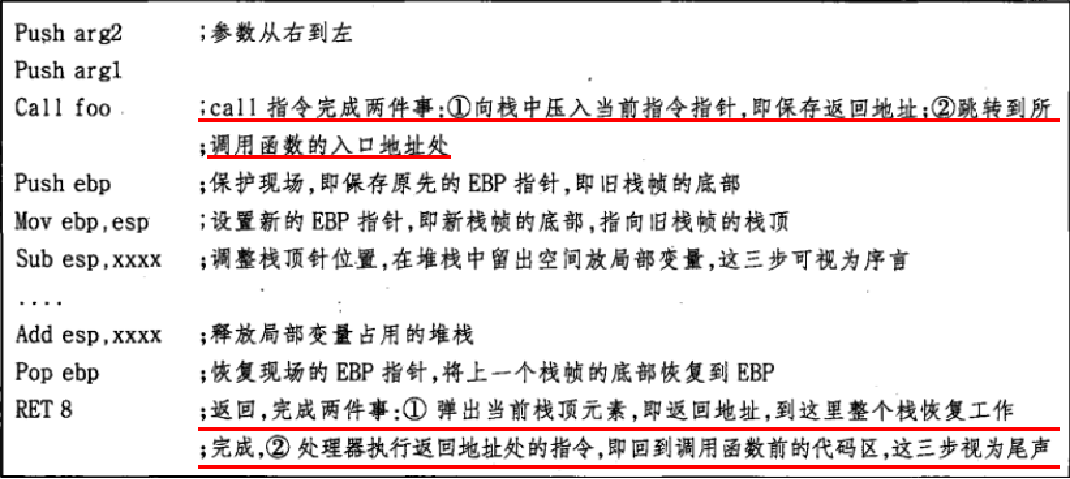 Push arg2 ;参数从右到左
Push arg1
Call foo ;call 指令完成两件事:①向栈中压入当前指令指针,即保存返回地址;②跳转到所
;调用函数的入口地址处
Push ebp ;保护现场,即保存原先的 EBP 指针,即旧栈帧的底部
Mov ebp,esp ;设置新的 EBP 指针,即新栈帧的底部,指向旧栈帧的栈顶
Sub esp,xxxx ;调整栈顶针位置,在堆栈中留出空间放局部变量,这三步可视为序言
....
Add esp,xxxx ;释放局部变量占用的堆栈
Pop ebp ;恢复现场的 EBP 指针,将上一个栈帧的底部恢复到 EBP
RET 8 ;返回,完成两件事:① 弹出当前栈顶元素,即返回地址,到这里整个栈恢复工作
;完成,② 处理器执行返回地址处的指令,即回到调用函数前的代码区,这三步视为尾声